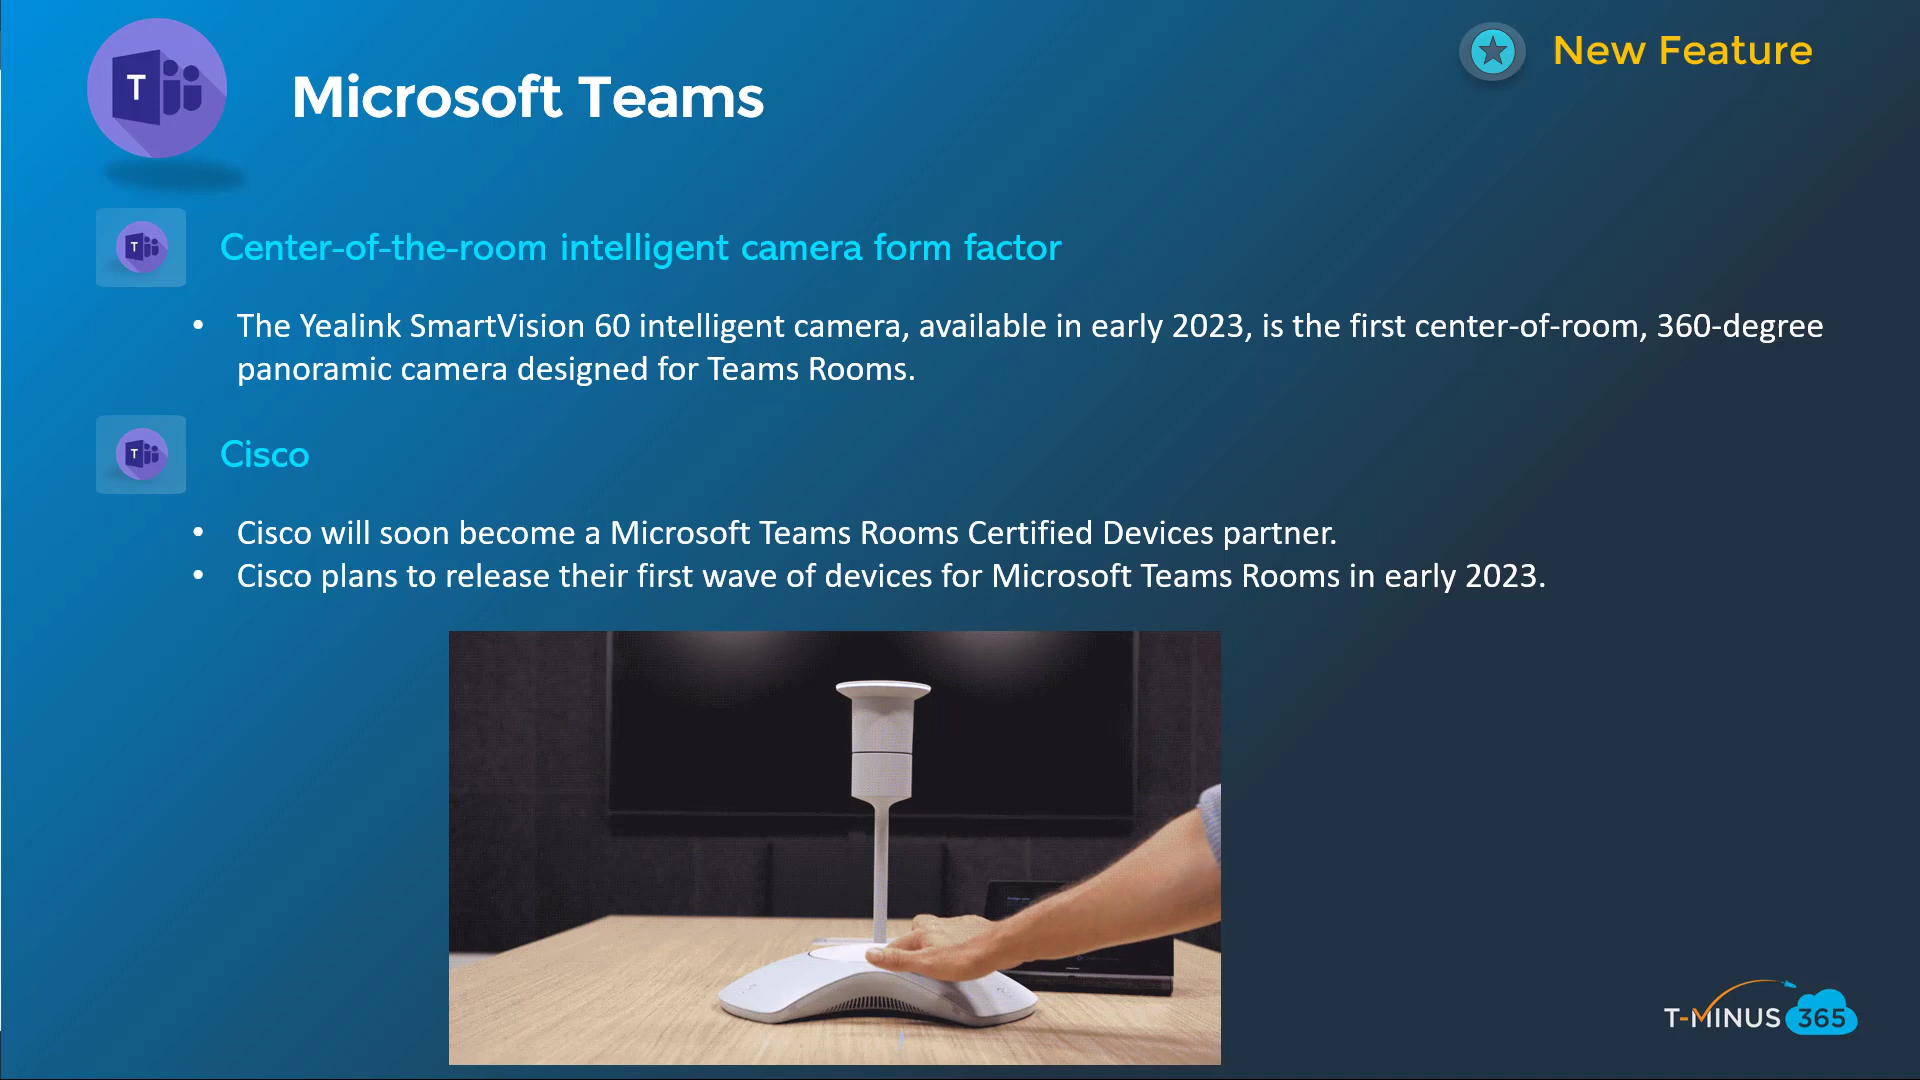 T
Microsoft Teams
New Feature
T
Center-of-the-room intelligent camera form factor
• The Yealink SmartVision 60 intelligent camera, available in early 2023, is the first center-of-room, 360-degree
panoramic camera designed for Teams Rooms.
T
Cisco
• Cisco will soon become a Microsoft Teams Rooms Certified Devices partner.
• Cisco plans to release their first wave of devices for Microsoft Teams Rooms in early 2023.
T-MINUS 365